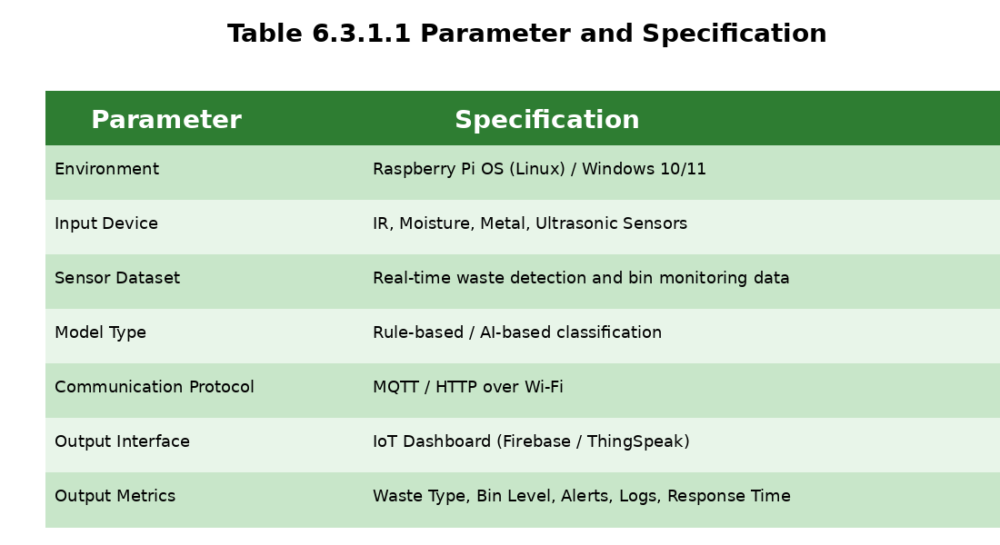 Table 6.3.1.1 Parameter and Specification
Parameter Specification
Environment Raspberry Pi OS (Linux) / Windows 10/11
Input Device IR, Moisture, Metal, Ultrasonic Sensors
Sensor Dataset Real-time waste detection and bin monitoring data
Model Type Rule-based / AI-based classification
Communication Protocol MQTT / HTTP over Wi-Fi
Output Interface IoT Dashboard (Firebase / ThingSpeak)
Output Metrics Waste Type, Bin Level, Alerts, Logs, Response Time